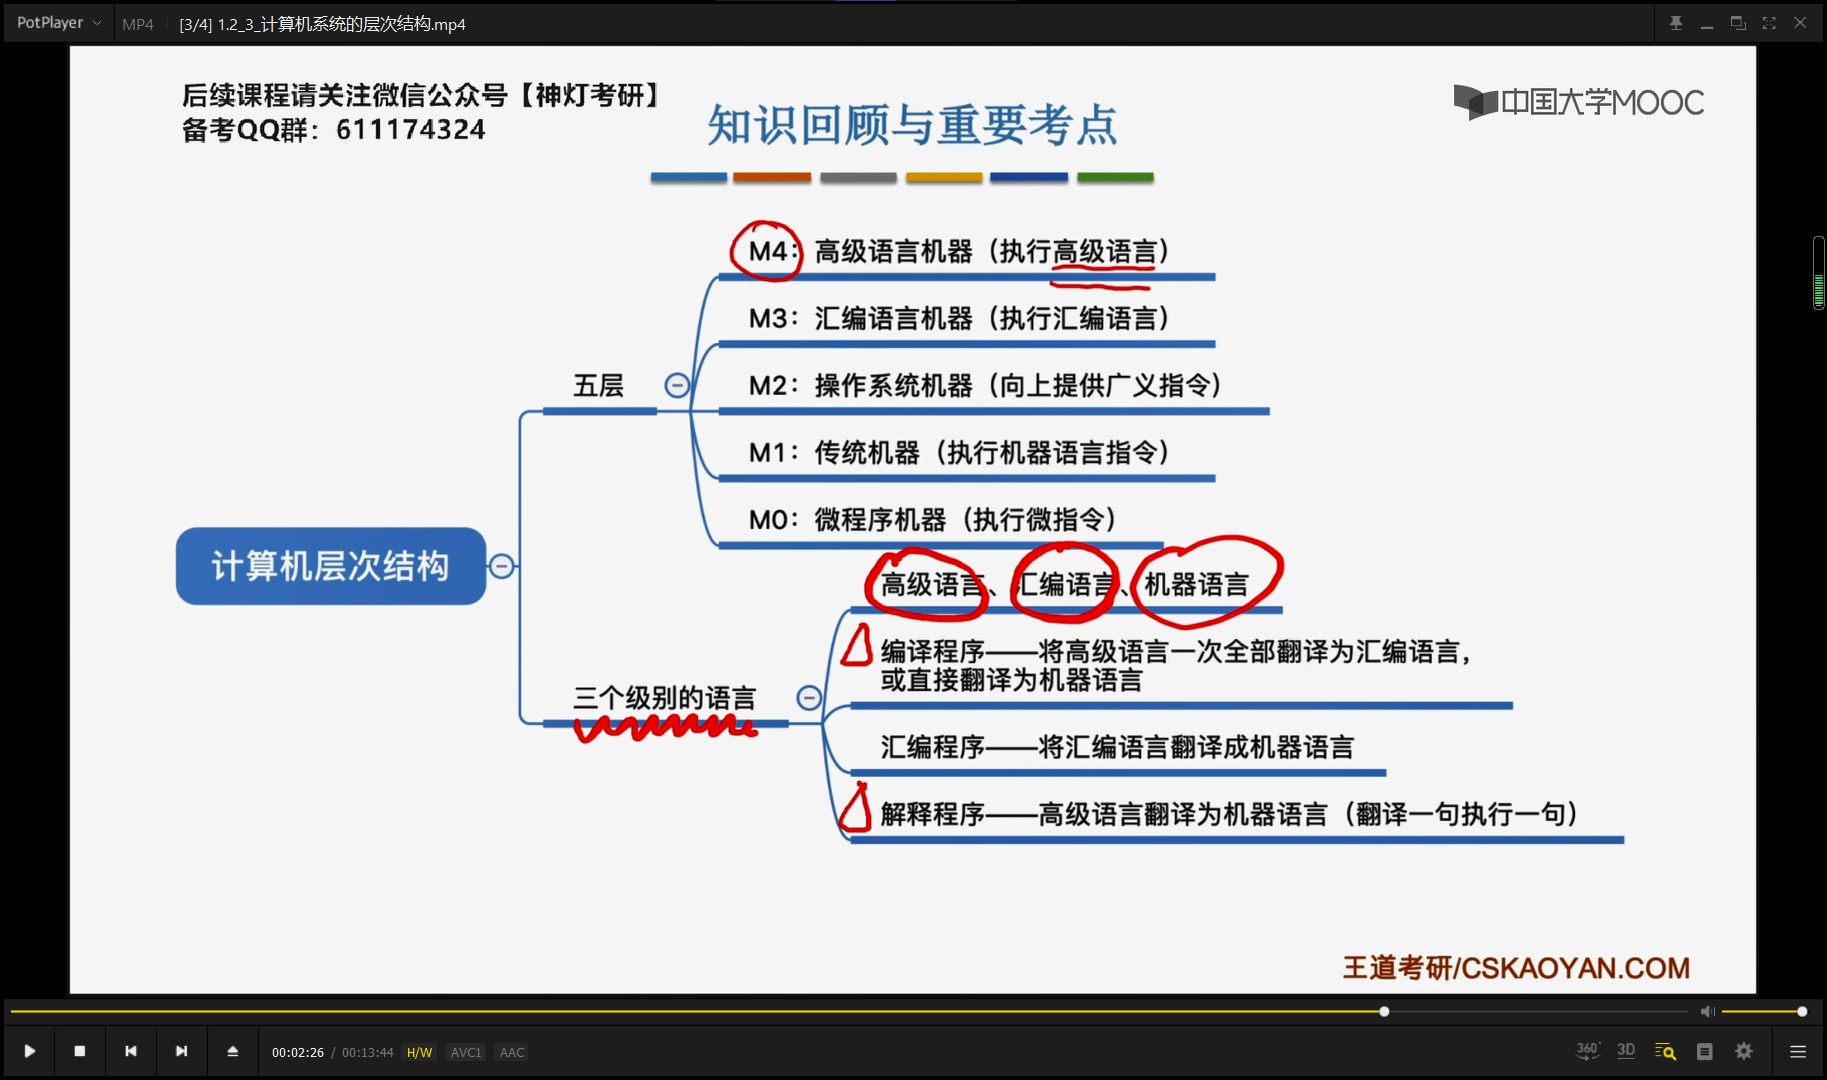 PotPlayer MP4 [3/4] 1.2_3_计算机系统的层次结构.mp4
后续课程请关注微信公众号【神灯考研】
备考QQ群：611174324
知识回顾与重要考点
中国大学MOOC
M4：高级语言机器（执行高级语言）
M3：汇编语言机器（执行汇编语言）
五层
M2：操作系统机器（向上提供广义指令）
M1：传统机器（执行机器语言指令）
M0：微程序机器（执行微指令）
计算机层次结构
高级语言、汇编语言、机器语言
编译程序——将高级语言一次全部翻译为汇编语言，
或直接翻译为机器语言
三个级别的语言
汇编程序——将汇编语言翻译成机器语言
解释程序——高级语言翻译为机器语言（翻译一句执行一句）
王道考研/CSKAOYAN.COM
00:02:26 / 00:13:44 H/W AVC1 AAC
360° 3D